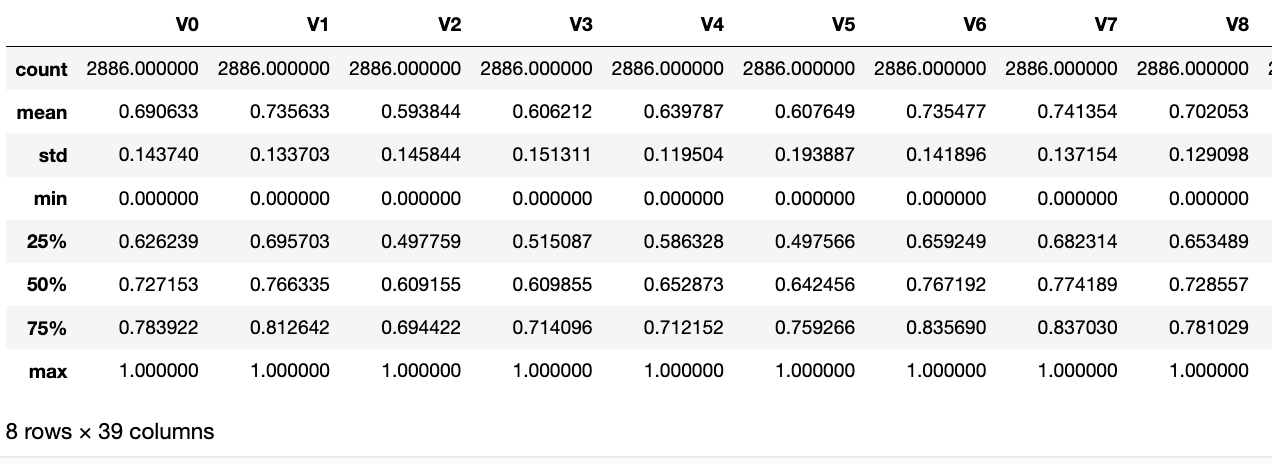 V0 V1 V2 V3 V4 V5 V6 V7 V8
count 2886.000000 2886.000000 2886.000000 2886.000000 2886.000000 2886.000000 2886.000000 2886.000000 2886.000000
mean 0.690633 0.735633 0.593844 0.606212 0.639787 0.607649 0.735477 0.741354 0.702053
std 0.143740 0.133703 0.145844 0.151311 0.119504 0.193887 0.141896 0.137154 0.129098
min 0.000000 0.000000 0.000000 0.000000 0.000000 0.000000 0.000000 0.000000 0.000000
25% 0.626239 0.695703 0.497759 0.515087 0.586328 0.497566 0.659249 0.682314 0.653489
50% 0.727153 0.766335 0.609155 0.609855 0.652873 0.642456 0.767192 0.774189 0.728557
75% 0.783922 0.812642 0.694422 0.714096 0.712152 0.759266 0.835690 0.837030 0.781029
max 1.000000 1.000000 1.000000 1.000000 1.000000 1.000000 1.000000 1.000000 1.000000
8 rows × 39 columns